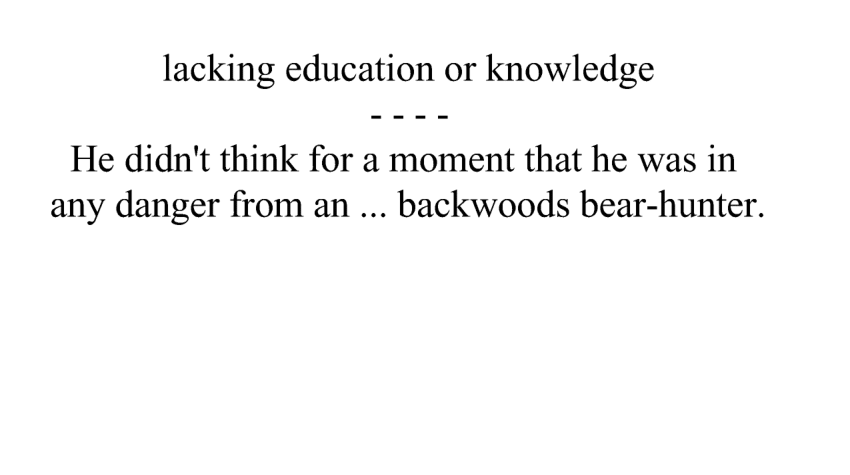 lacking education or knowledge
- - - -
He didn't think for a moment that he was in
any danger from an ... backwoods bear-hunter.